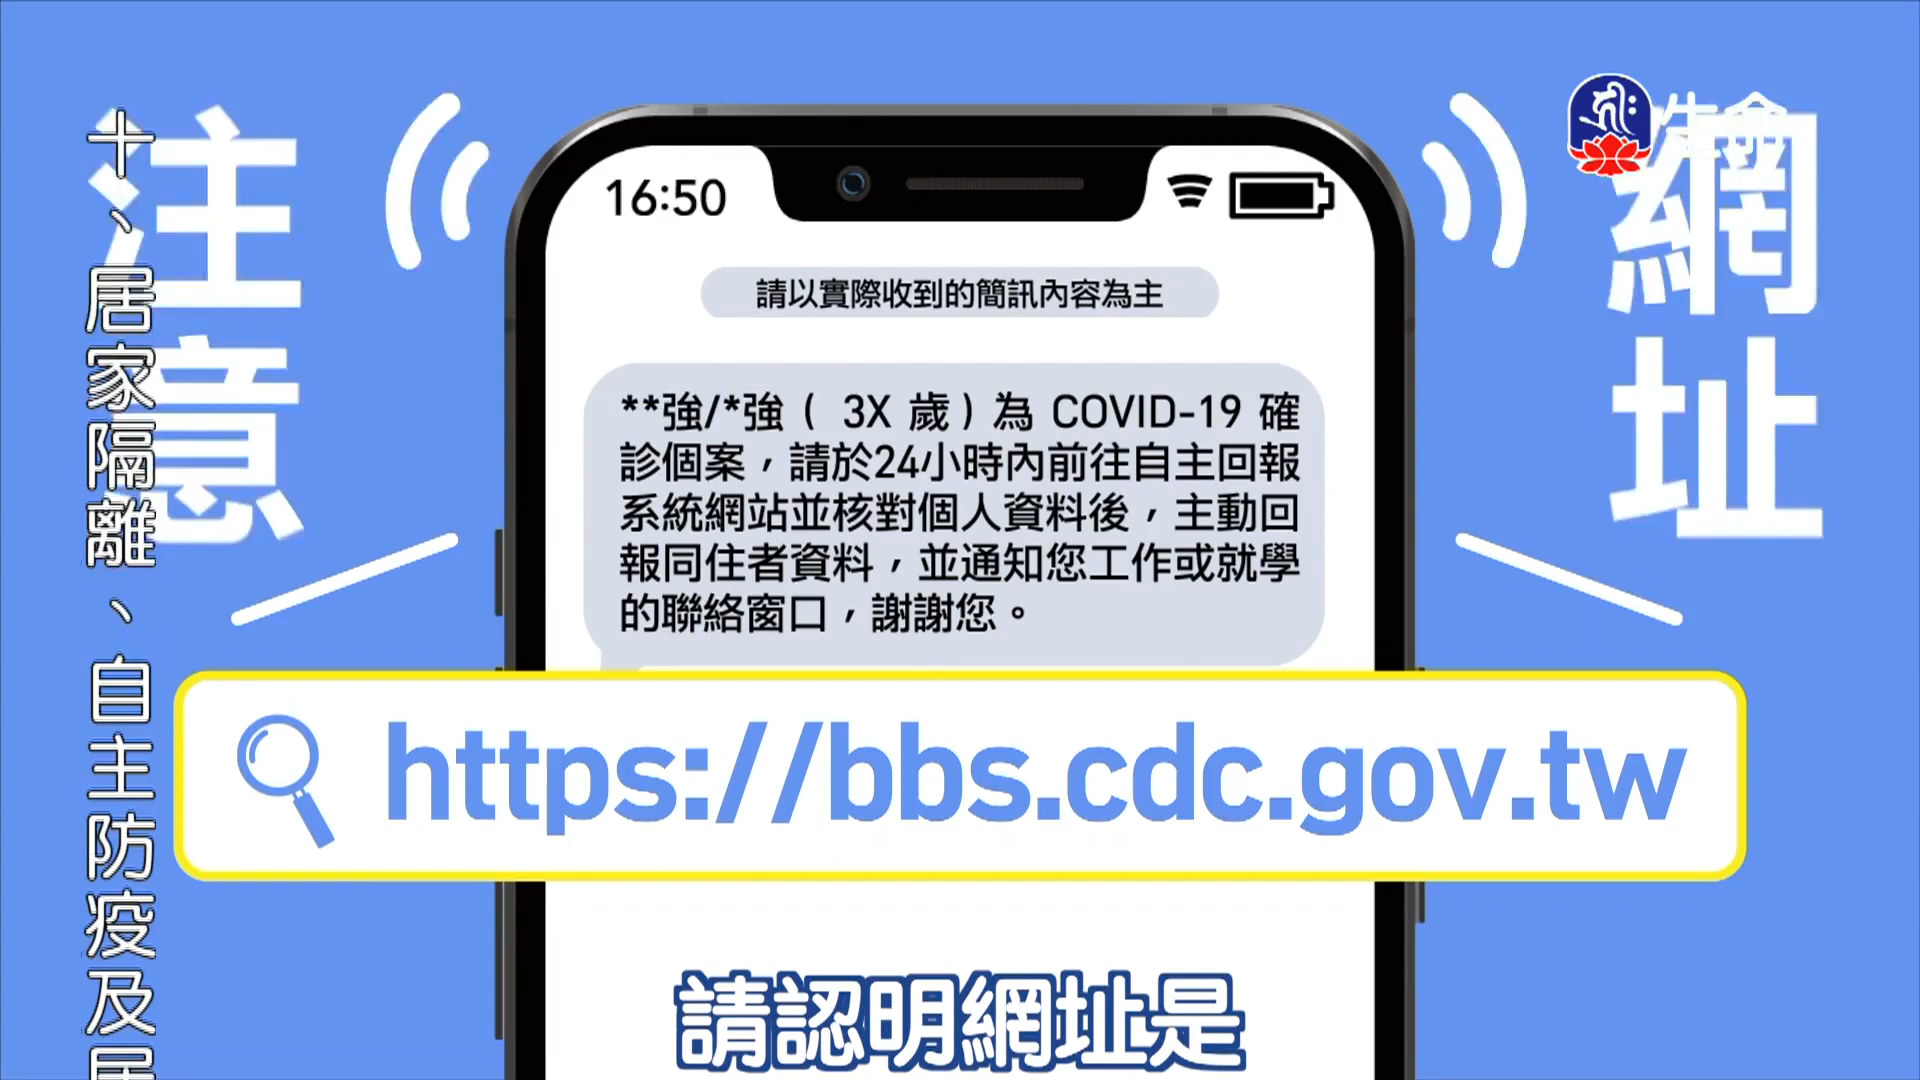 注意
網址
生命
十、居家隔離、自主防疫及居
16:50
請以實際收到的簡訊內容為主
**強/*強（ 3X 歲）為 COVID-19 確
診個案，請於24小時內前往自主回報
系統網站並核對個人資料後，主動回
報同住者資料，並通知您工作或就學
的聯絡窗口，謝謝您。
https://bbs.cdc.gov.tw
請認明網址是